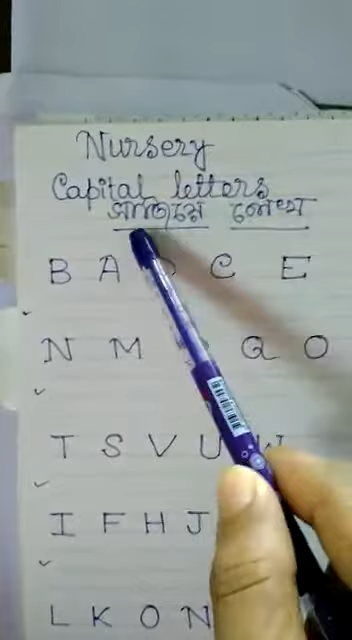 Nursery
Capital letters
সাজিয়ে লেখ
B A D C E
N M Q O
T S V U W
I F H J
L K O N